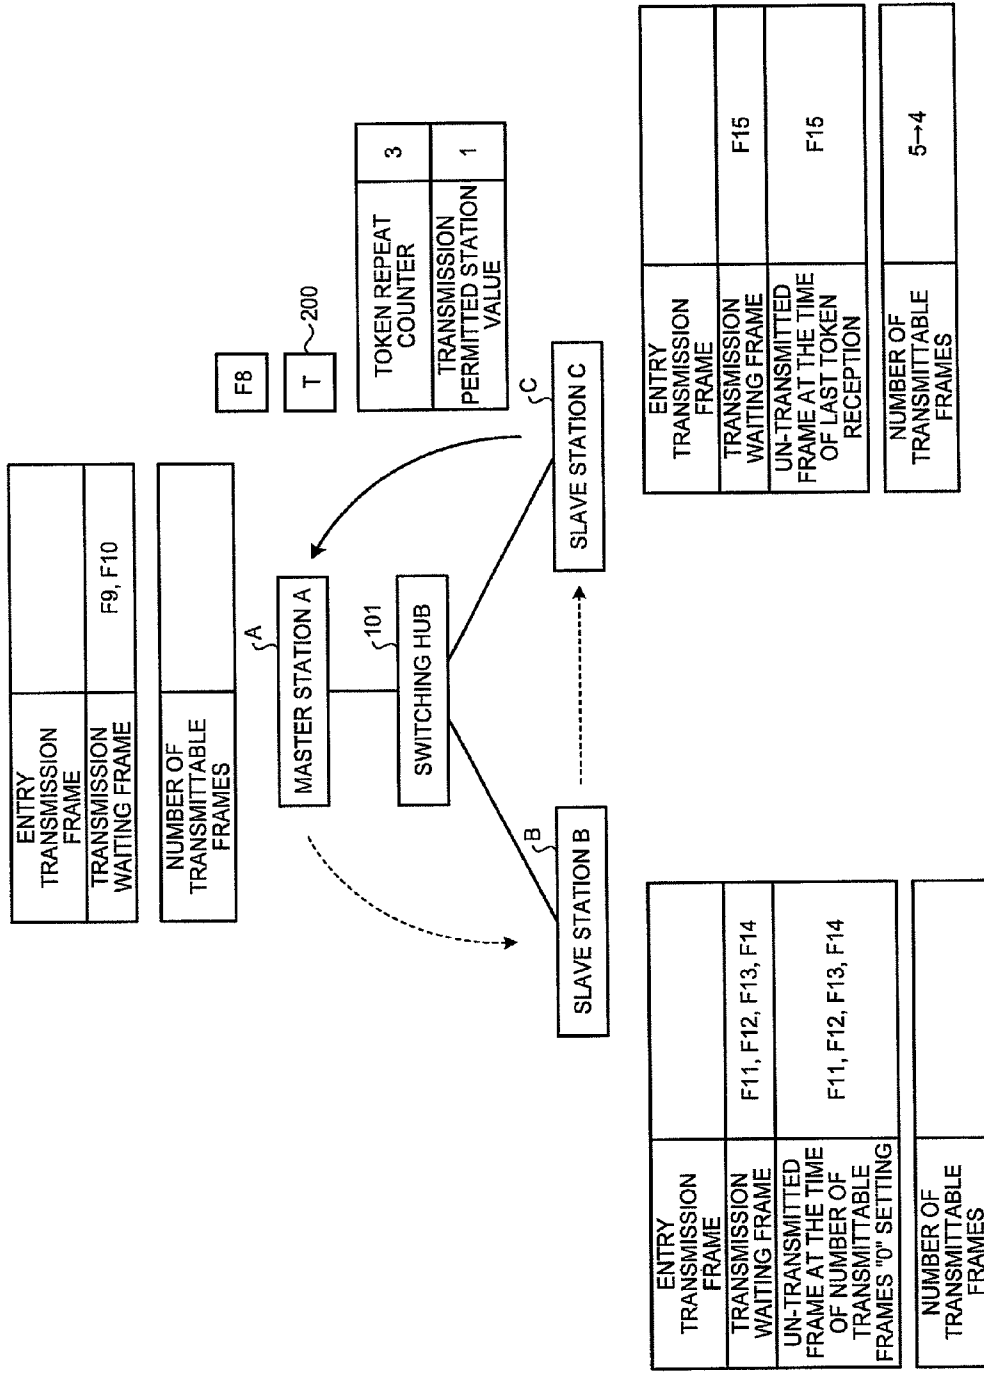 ENTRY
TRANSMISSION
FRAME
TRANSMISSION
WAITING FRAME
F9, F10
NUMBER OF
TRANSMITTABLE
FRAMES
F8
T
200
TOKEN REPEAT
COUNTER
3
TRANSMISSION
PERMITTED STATION
VALUE
1
A
MASTER STATION A
101
SWITCHING HUB
B
SLAVE STATION B
C
SLAVE STATION C
ENTRY
TRANSMISSION
FRAME
TRANSMISSION
WAITING FRAME
F11, F12, F13, F14
UN-TRANSMITTED
FRAME AT THE TIME
OF NUMBER OF
TRANSMITTABLE
FRAMES "0" SETTING
F11, F12, F13, F14
NUMBER OF
TRANSMITTABLE
FRAMES
ENTRY
TRANSMISSION
FRAME
TRANSMISSION
WAITING FRAME
F15
UN-TRANSMITTED
FRAME AT THE TIME
OF LAST TOKEN
RECEPTION
F15
NUMBER OF
TRANSMITTABLE
FRAMES
5→4